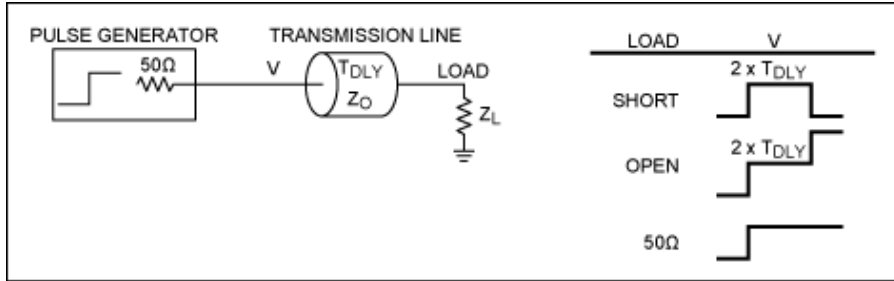 PULSE GENERATOR
50Ω
V
TRANSMISSION LINE
TDLY
ZO
LOAD
ZL
LOAD V
2 x TDLY
SHORT
2 x TDLY
OPEN
50Ω